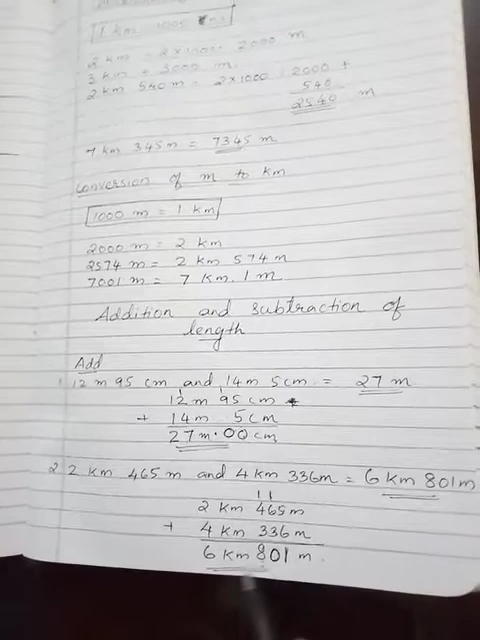 1 km 1005
2 km = 2 x 1000 2000 m
3 km = 3000 m.
2 km 540 m = 2 x 1000 2000 +
540
2540 m
7 km 345 m = 7345 m
Conversion of m to km
1000 m = 1 km
2000 m = 2 km
2574 m = 2 km 574 m
7001 m = 7 km. 1 m
Addition and subtraction of
length
Add
1 12 m 95 cm and 14 m 5 cm = 27 m
12 m 95 cm
+ 14 m 5 cm
27 m . 00 cm
2 2 km 465 m and 4 km 336 m = 6 km 801 m
1 1
2 km 465 m
+ 4 km 336 m
6 km 801 m.